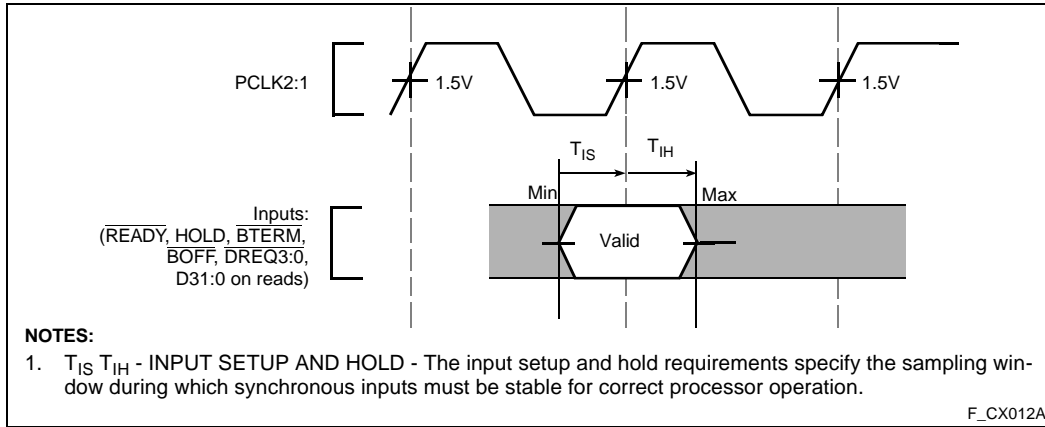 PCLK2:1
1.5V 1.5V 1.5V
T_IS T_IH
Min Max
Inputs:
(READY, HOLD, BTERM,
BOFF, DREQ3:0,
D31:0 on reads)
Valid
NOTES:
1. T_IS T_IH - INPUT SETUP AND HOLD - The input setup and hold requirements specify the sampling win-
dow during which synchronous inputs must be stable for correct processor operation.
F_CX012A